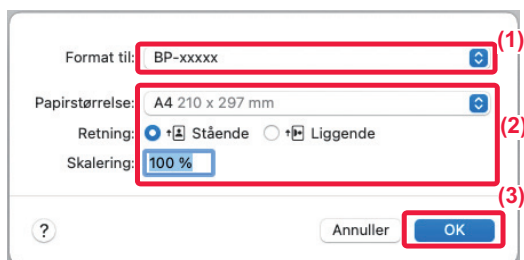 (1)
Format til: BP-xxxxx
Papirstørrelse: A4 210 x 297 mm
(2)
Retning: Stående Liggende
Skalering: 100 %
(3)
? Annuller OK